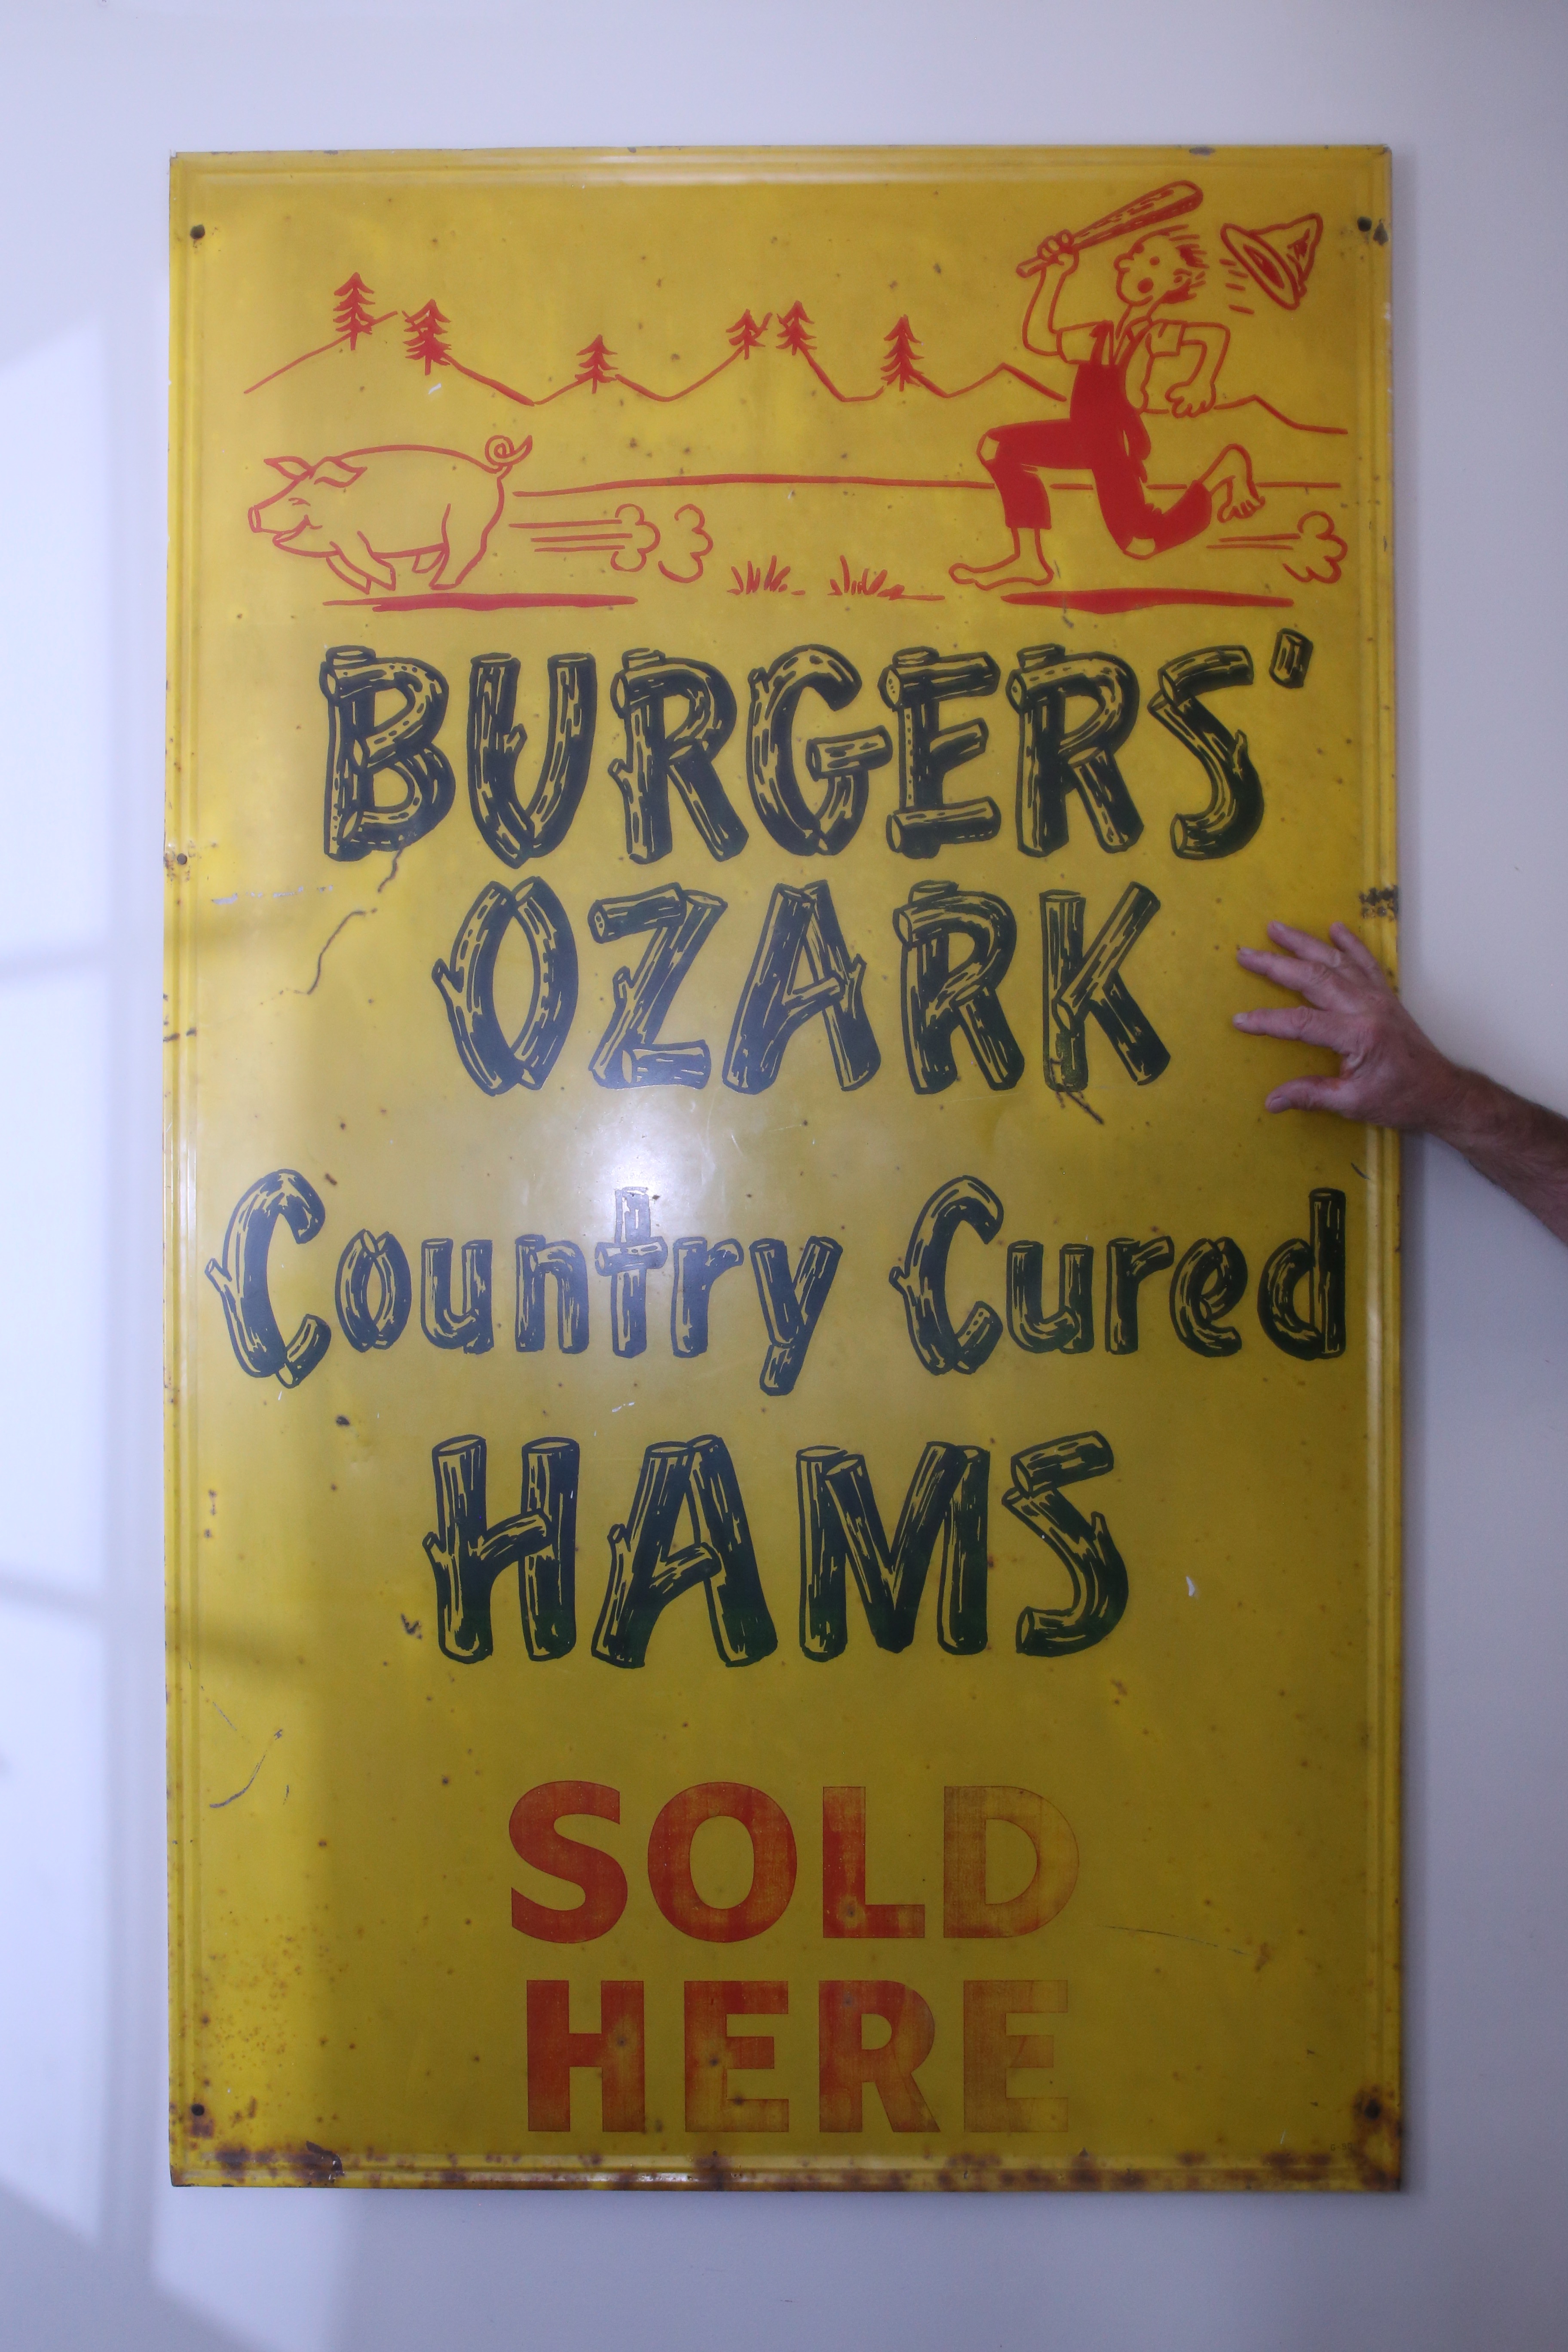 BURGERS'
OZARK
Country Cured
HAMS
SOLD
HERE